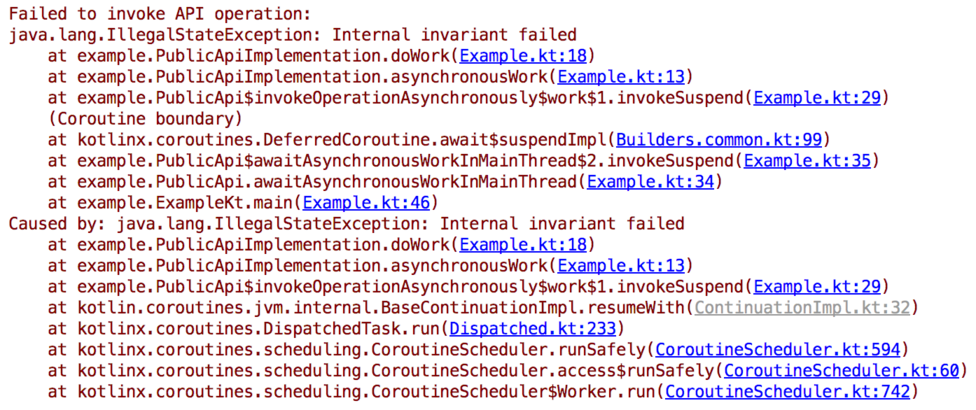 Failed to invoke API operation:
java.lang.IllegalStateException: Internal invariant failed
    at example.PublicApiImplementation.doWork(Example.kt:18)
    at example.PublicApiImplementation.asynchronousWork(Example.kt:13)
    at example.PublicApi$invokeOperationAsynchronously$work$1.invokeSuspend(Example.kt:29)
    (Coroutine boundary)
    at kotlinx.coroutines.DeferredCoroutine.await$suspendImpl(Builders.common.kt:99)
    at example.PublicApi$awaitAsynchronousWorkInMainThread$2.invokeSuspend(Example.kt:35)
    at example.PublicApi.awaitAsynchronousWorkInMainThread(Example.kt:34)
    at example.ExampleKt.main(Example.kt:46)
Caused by: java.lang.IllegalStateException: Internal invariant failed
    at example.PublicApiImplementation.doWork(Example.kt:18)
    at example.PublicApiImplementation.asynchronousWork(Example.kt:13)
    at example.PublicApi$invokeOperationAsynchronously$work$1.invokeSuspend(Example.kt:29)
    at kotlin.coroutines.jvm.internal.BaseContinuationImpl.resumeWith(ContinuationImpl.kt:32)
    at kotlinx.coroutines.DispatchedTask.run(Dispatched.kt:233)
    at kotlinx.coroutines.scheduling.CoroutineScheduler.runSafely(CoroutineScheduler.kt:594)
    at kotlinx.coroutines.scheduling.CoroutineScheduler.access$runSafely(CoroutineScheduler.kt:60)
    at kotlinx.coroutines.scheduling.CoroutineScheduler$Worker.run(CoroutineScheduler.kt:742)